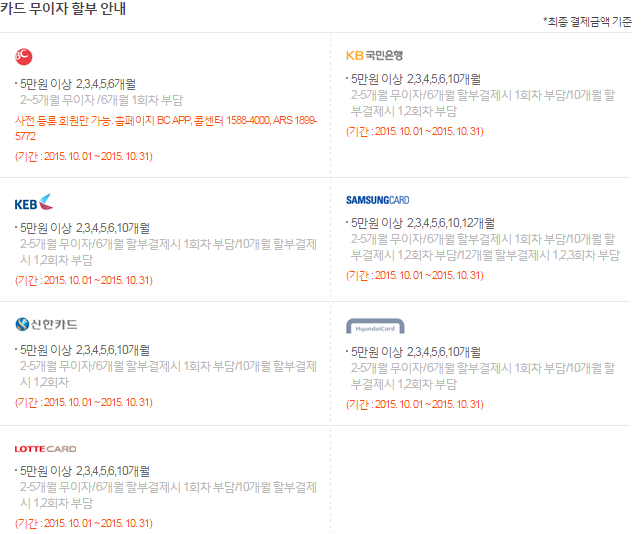 카드 무이자 할부 안내
*최종 결제금액 기준
BC
· 5만원 이상 2,3,4,5,6개월
2~5개월 무이자 /6개월 1회차 부담
사전 등록 회원만 가능. 홈페이지 BC APP, 콜센터 1588-4000, ARS 1899-
5772
(기간 : 2015. 10. 01 ~ 2015. 10. 31)
KB 국민은행
· 5만원 이상 2,3,4,5,6,10개월
2-5개월 무이자/6개월 할부결제시 1회차 부담/10개월 할
부결제시 1,2회차 부담
(기간 : 2015. 10. 01 ~ 2015. 10. 31)
KEB
· 5만원 이상 2,3,4,5,6,10개월
2-5개월 무이자/6개월 할부결제시 1회차 부담/10개월 할부결제
시 1,2회차 부담
(기간 : 2015. 10. 01 ~ 2015. 10. 31)
SAMSUNG CARD
· 5만원 이상 2,3,4,5,6,10,12개월
2-5개월 무이자/6개월 할부결제시 1회차 부담/10개월 할
부결제시 1,2회차 부담/12개월 할부결제시 1,2,3회차 부담
(기간 : 2015. 10. 01 ~ 2015. 10. 31)
신한카드
· 5만원 이상 2,3,4,5,6,10개월
2-5개월 무이자/6개월 할부결제시 1회차 부담/10개월 할부결제
시 1,2회차
(기간 : 2015. 10. 01 ~ 2015. 10. 31)
HyundaiCard
· 5만원 이상 2,3,4,5,6,10개월
2-5개월 무이자/6개월 할부결제시 1회차 부담/10개월 할
부결제시 1,2회차 부담
(기간 : 2015. 10. 01 ~ 2015. 10. 31)
LOTTE CARD
· 5만원 이상 2,3,4,5,6,10개월
2-5개월 무이자/6개월 할부결제시 1회차 부담/10개월 할부결제
시 1,2회차 부담
(기간 : 2015. 10. 01 ~ 2015. 10. 31)